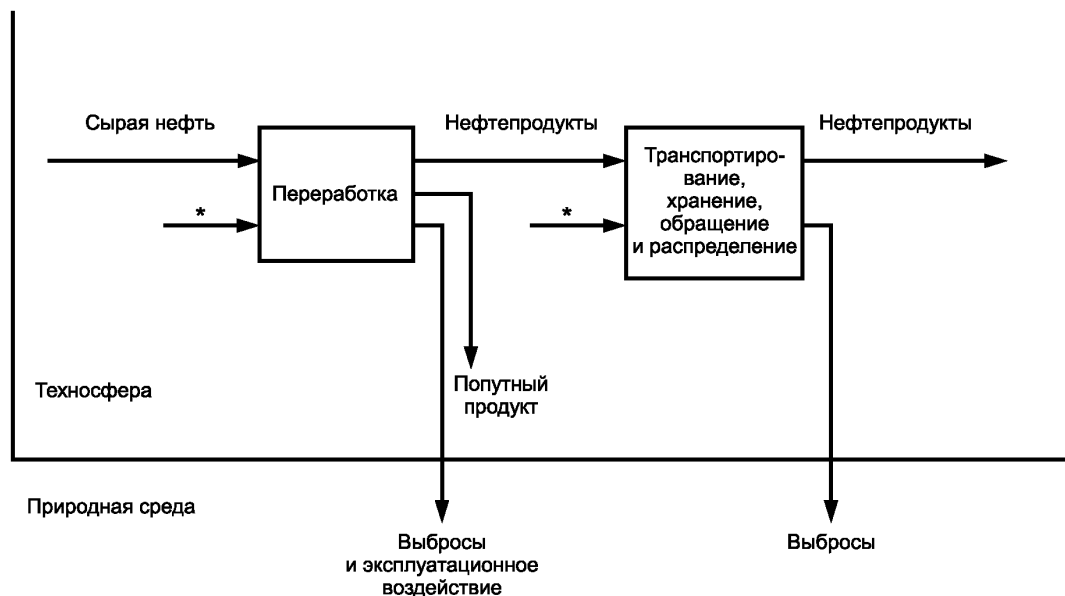 Сырая нефть
Нефтепродукты
Нефтепродукты
*
Переработка
*
Транспортиро-
вание,
хранение,
обращение
и распределение
Попутный
продукт
Техносфера
Природная среда
Выбросы
и эксплуатационное
воздействие
Выбросы